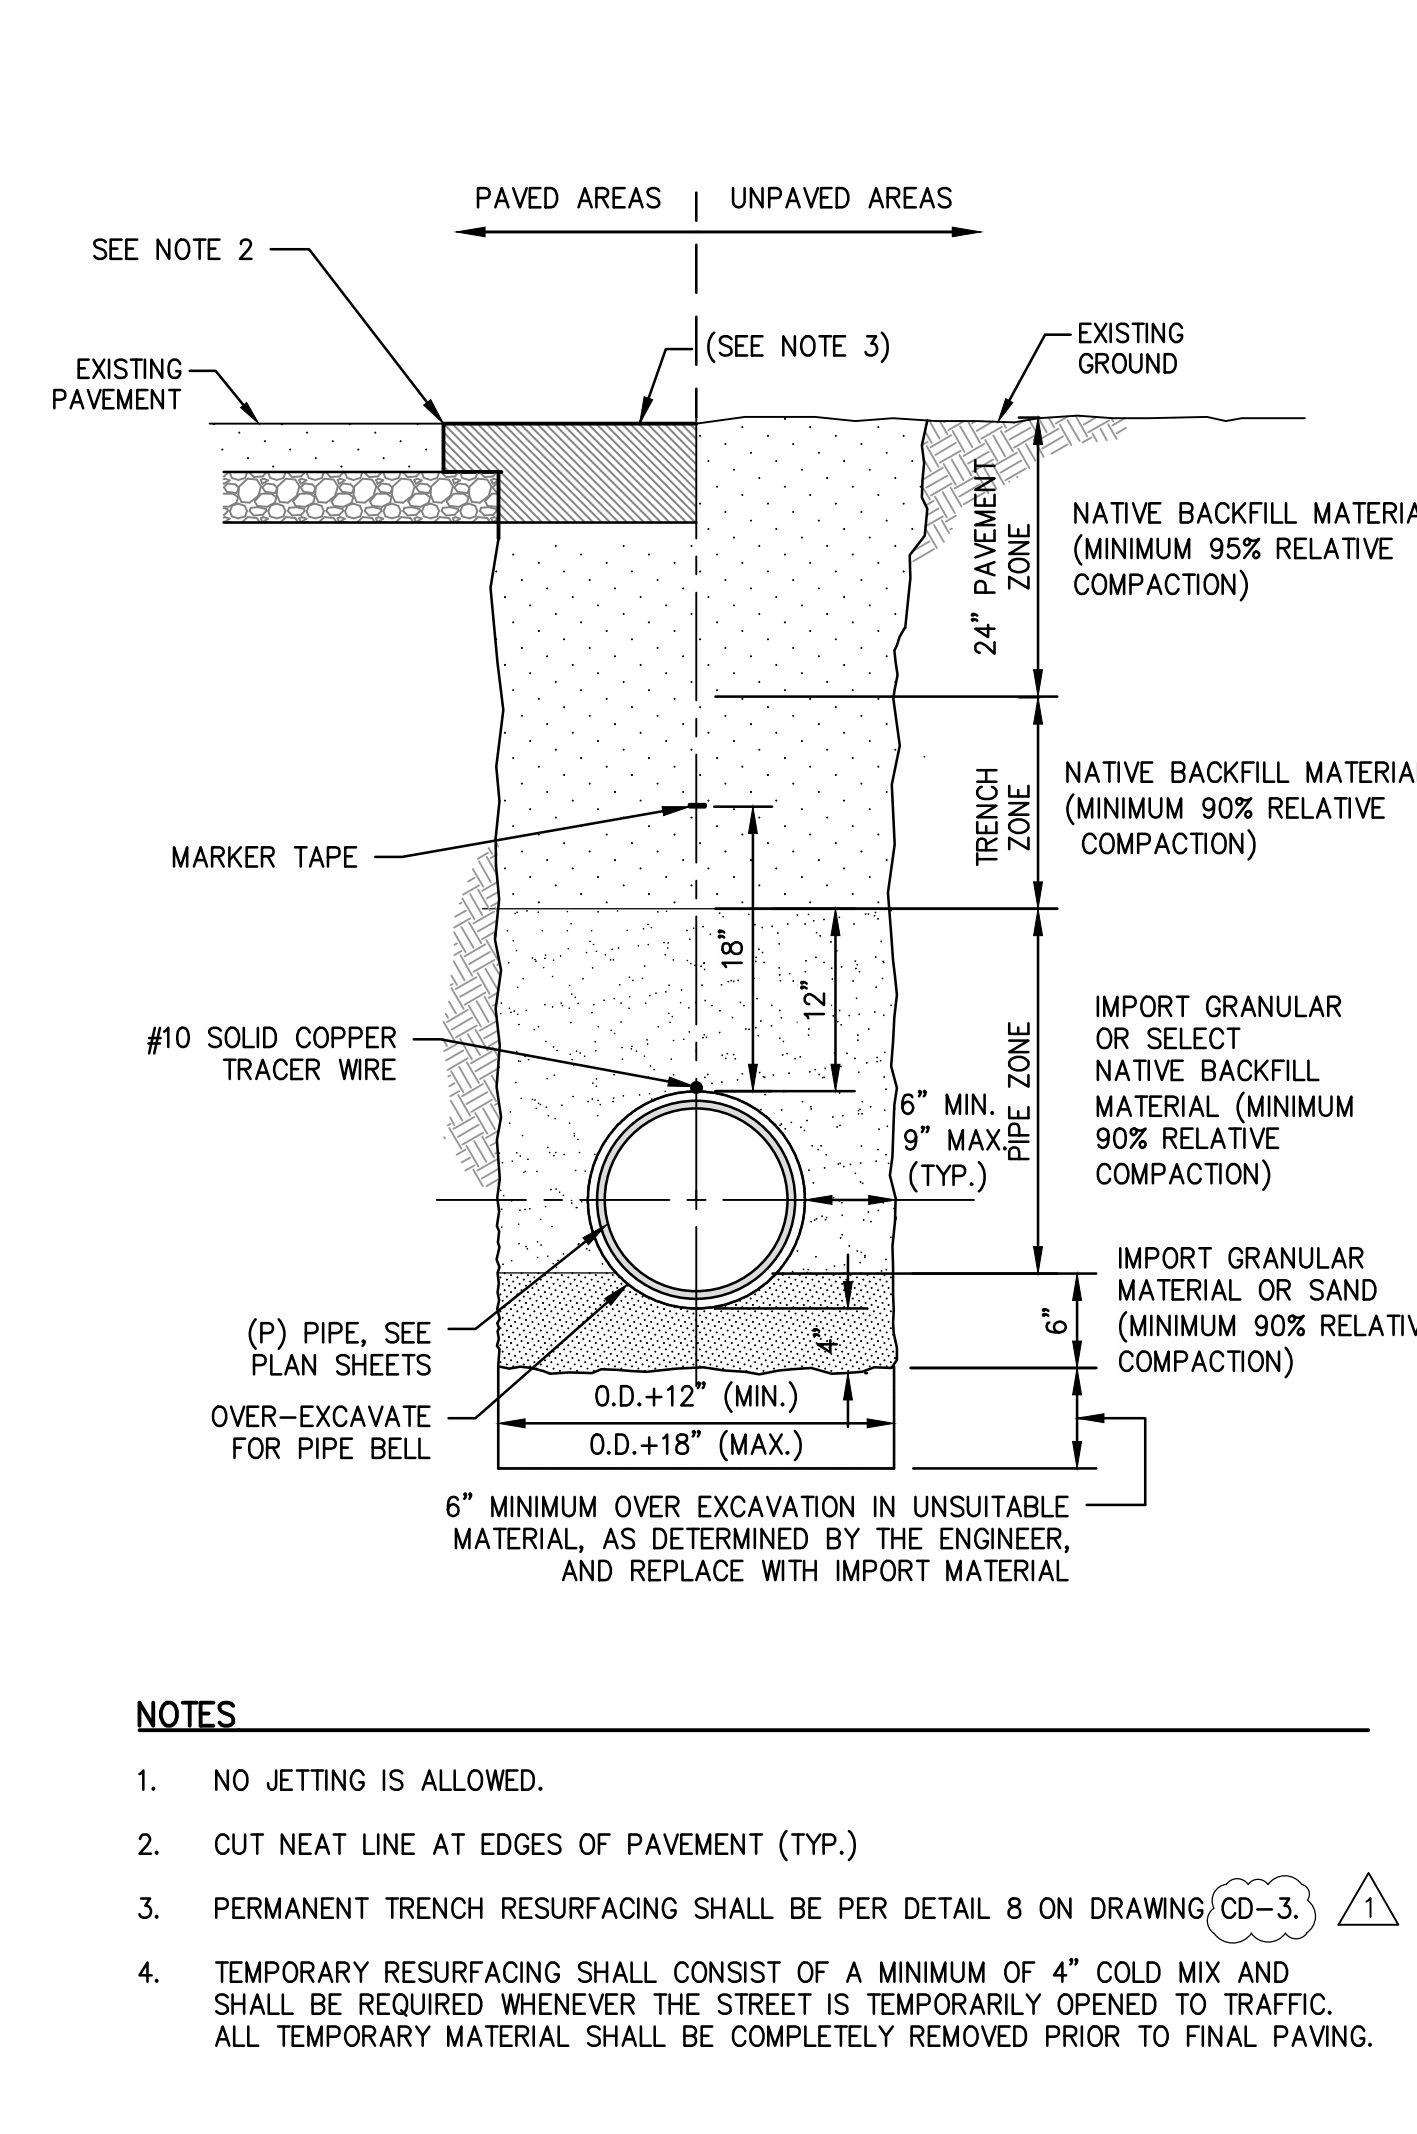 PAVED AREAS
UNPAVED AREAS
SEE NOTE 2
(SEE NOTE 3)
EXISTING
GROUND
EXISTING
PAVEMENT
24" PAVEMENT
ZONE
NATIVE BACKFILL MATERIA
(MINIMUM 95% RELATIVE
COMPACTION)
TRENCH
ZONE
NATIVE BACKFILL MATERIA
(MINIMUM 90% RELATIVE
COMPACTION)
MARKER TAPE
18"
12"
#10 SOLID COPPER
TRACER WIRE
PIPE ZONE
IMPORT GRANULAR
OR SELECT
NATIVE BACKFILL
MATERIAL (MINIMUM
90% RELATIVE
COMPACTION)
6" MIN.
9" MAX.
(TYP.)
IMPORT GRANULAR
MATERIAL OR SAND
(MINIMUM 90% RELATIV
COMPACTION)
6"
4"
(P) PIPE, SEE
PLAN SHEETS
OVER-EXCAVATE
FOR PIPE BELL
O.D.+12" (MIN.)
O.D.+18" (MAX.)
6" MINIMUM OVER EXCAVATION IN UNSUITABLE
MATERIAL, AS DETERMINED BY THE ENGINEER,
AND REPLACE WITH IMPORT MATERIAL
NOTES
1. NO JETTING IS ALLOWED.
2. CUT NEAT LINE AT EDGES OF PAVEMENT (TYP.)
3. PERMANENT TRENCH RESURFACING SHALL BE PER DETAIL 8 ON DRAWING CD-3. 1
4. TEMPORARY RESURFACING SHALL CONSIST OF A MINIMUM OF 4" COLD MIX AND
SHALL BE REQUIRED WHENEVER THE STREET IS TEMPORARILY OPENED TO TRAFFIC.
ALL TEMPORARY MATERIAL SHALL BE COMPLETELY REMOVED PRIOR TO FINAL PAVING.